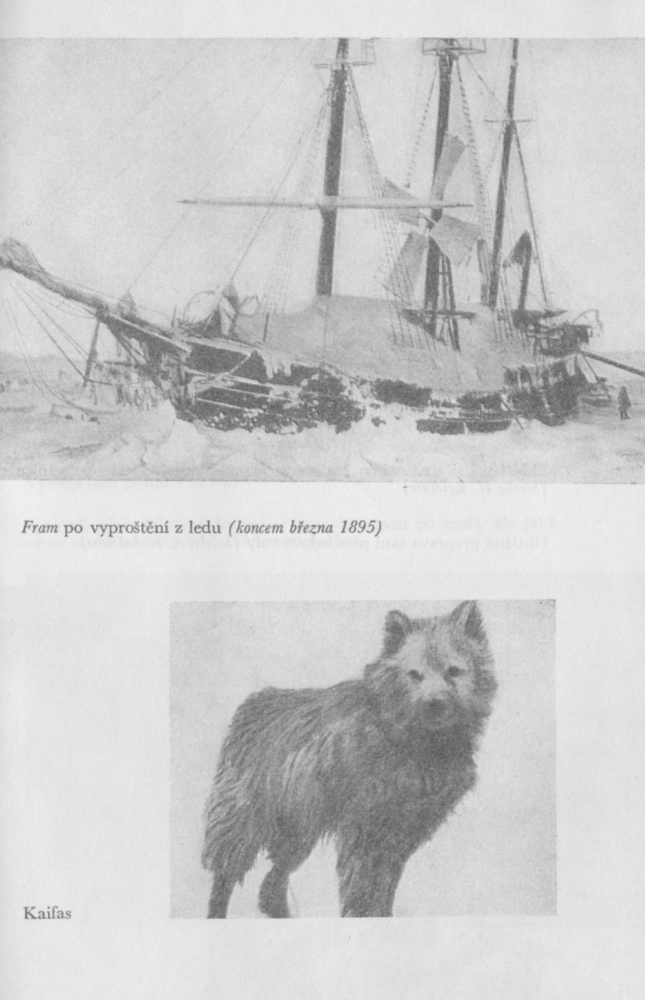 Fram po vyproštění z ledu (koncem března 1895)
Kaifas